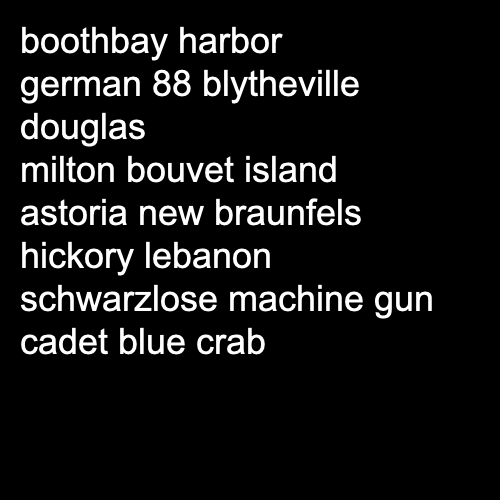 boothbay harbor
german 88 blytheville
douglas
milton bouvet island
astoria new braunfels
hickory lebanon
schwarzlose machine gun
cadet blue crab